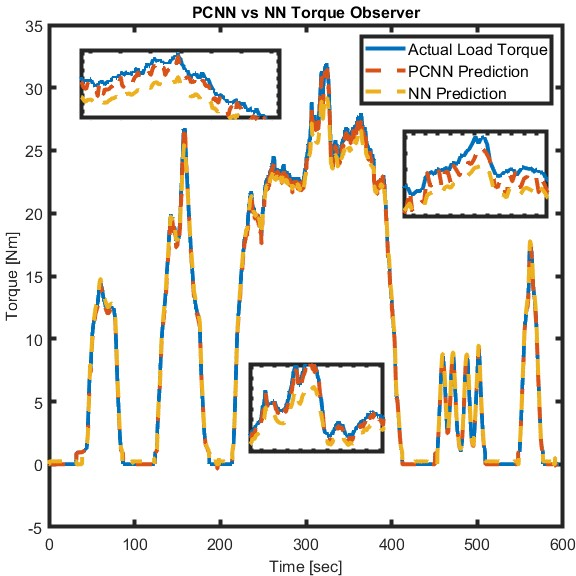 PCNN vs NN Torque Observer
35
30
25
20
15
10
5
0
-5
Torque [Nm]
Actual Load Torque
PCNN Prediction
NN Prediction
0 100 200 300 400 500 600
Time [sec]